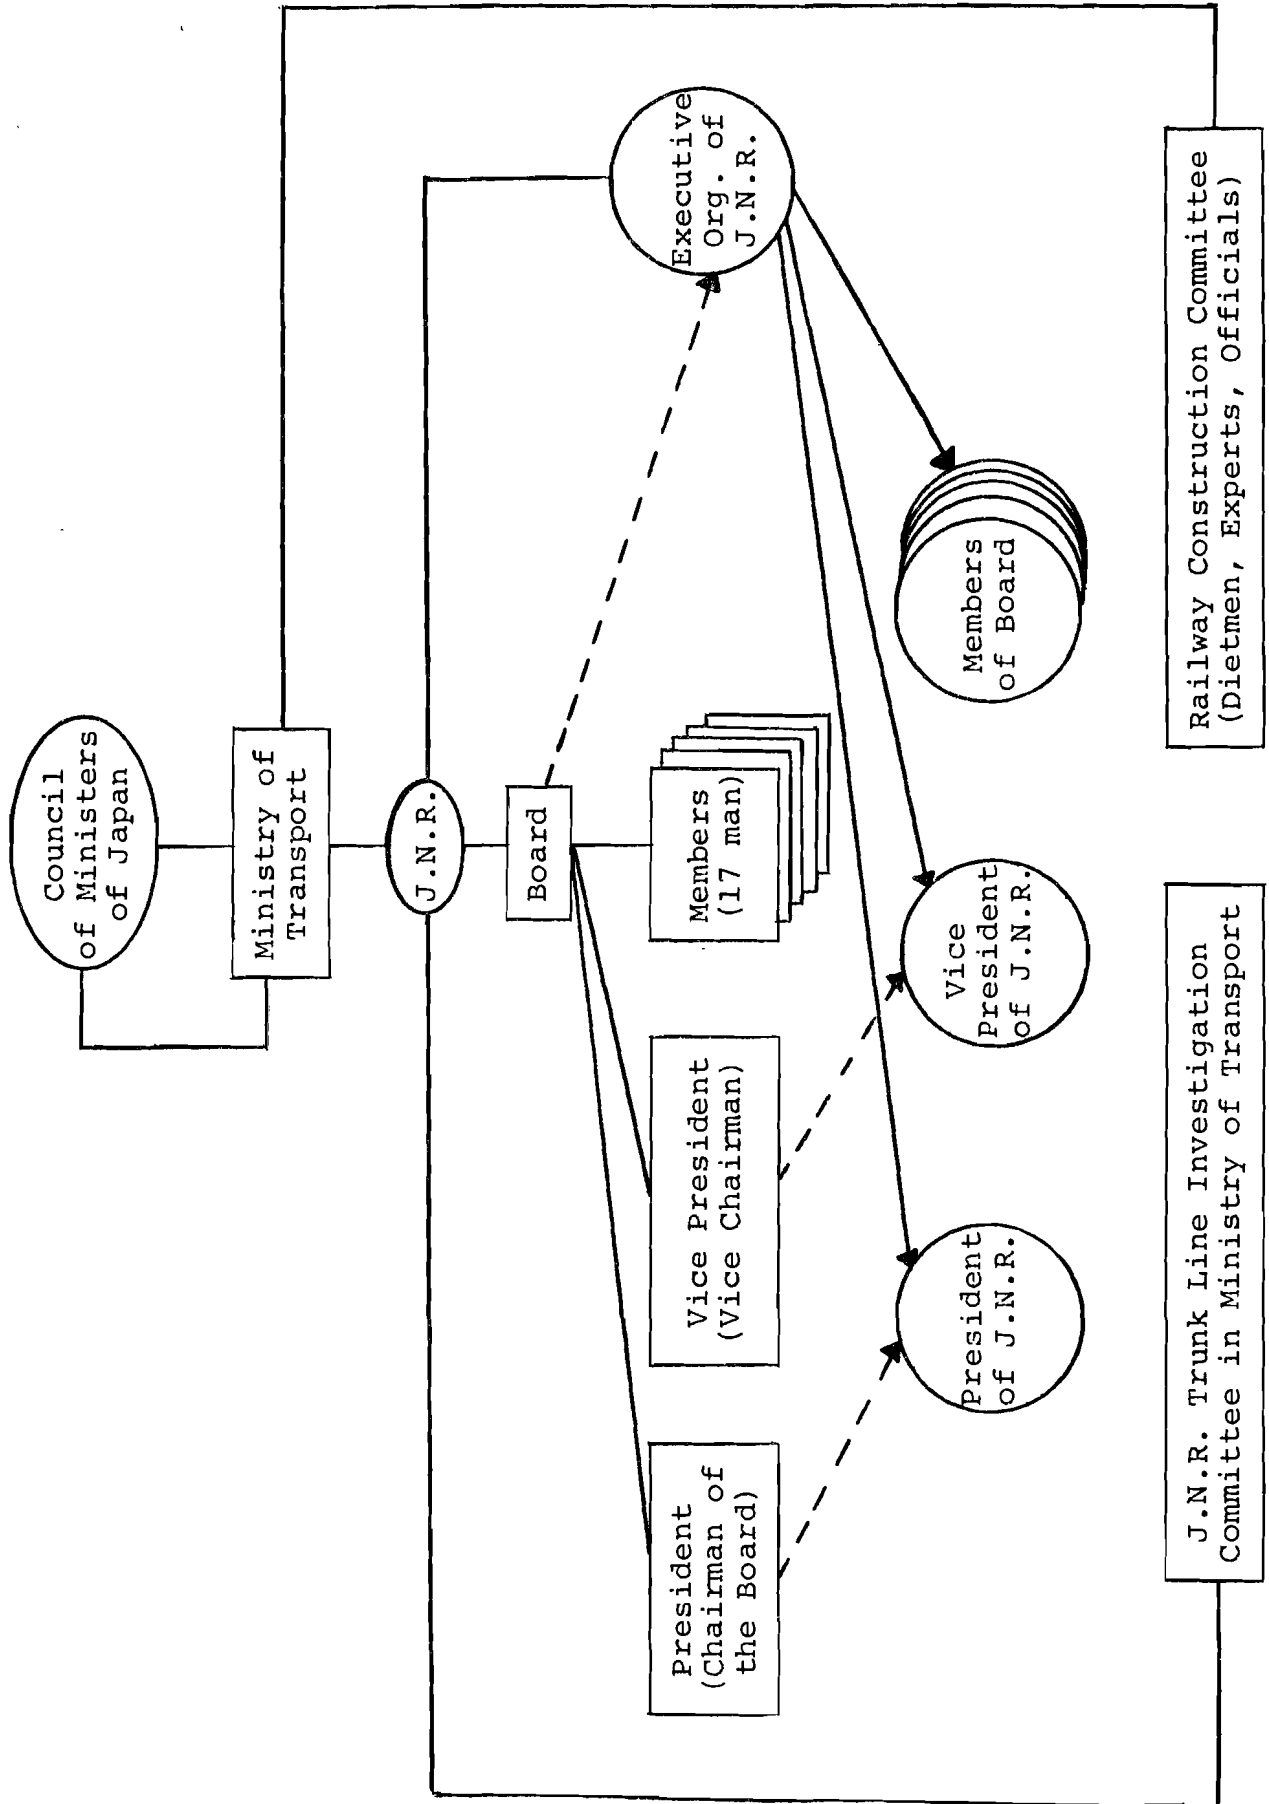 Council
of Ministers
of Japan
Ministry of
Transport
J.N.R.
Board
President
(Chairman of
the Board)
Vice President
(Vice Chairman)
Members
(17 man)
Executive
Org. of
J.N.R.
President
of J.N.R.
Vice
President
of J.N.R.
Members
of Board
J.N.R. Trunk Line Investigation
Committee in Ministry of Transport
Railway Construction Committee
(Dietmen, Experts, Officials)